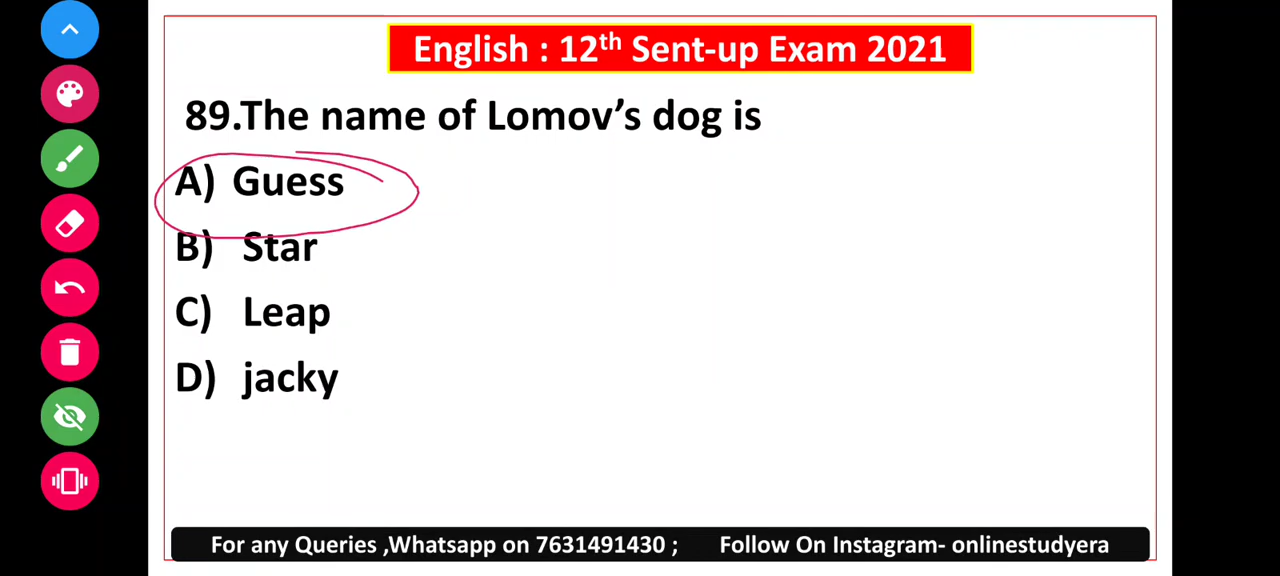 English : 12th Sent-up Exam 2021
89.The name of Lomov’s dog is
A) Guess
B) Star
C) Leap
D) jacky
For any Queries ,Whatsapp on 7631491430 ; Follow On Instagram- onlinestudyera